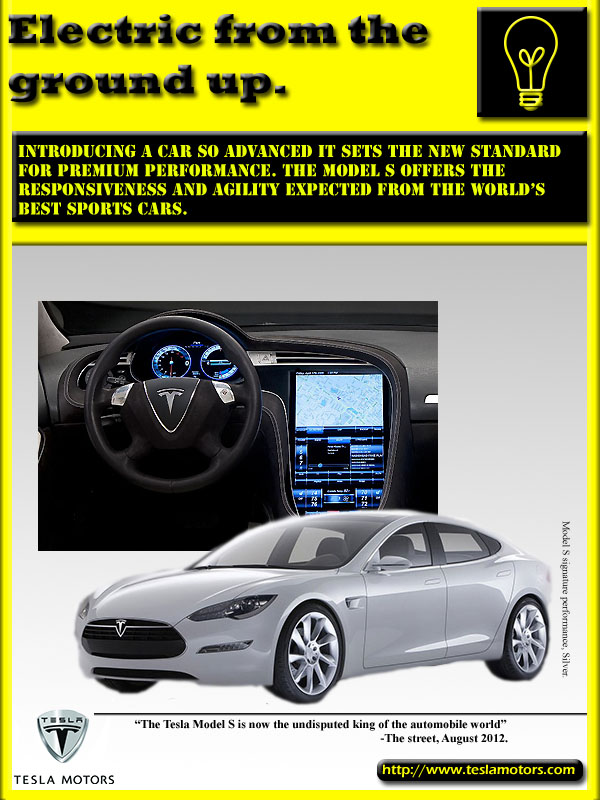 Electric from the
ground up.
INTRODUCING A CAR SO ADVANCED IT SETS THE NEW STANDARD
FOR PREMIUM PERFORMANCE. THE MODEL S OFFERS THE
RESPONSIVENESS AND AGILITY EXPECTED FROM THE WORLD'S
BEST SPORTS CARS.
Model S signature performance, Silver.
TESLA
TESLA MOTORS
“The Tesla Model S is now the undisputed king of the automobile world”
-The street, August 2012.
http://www.teslamotors.com